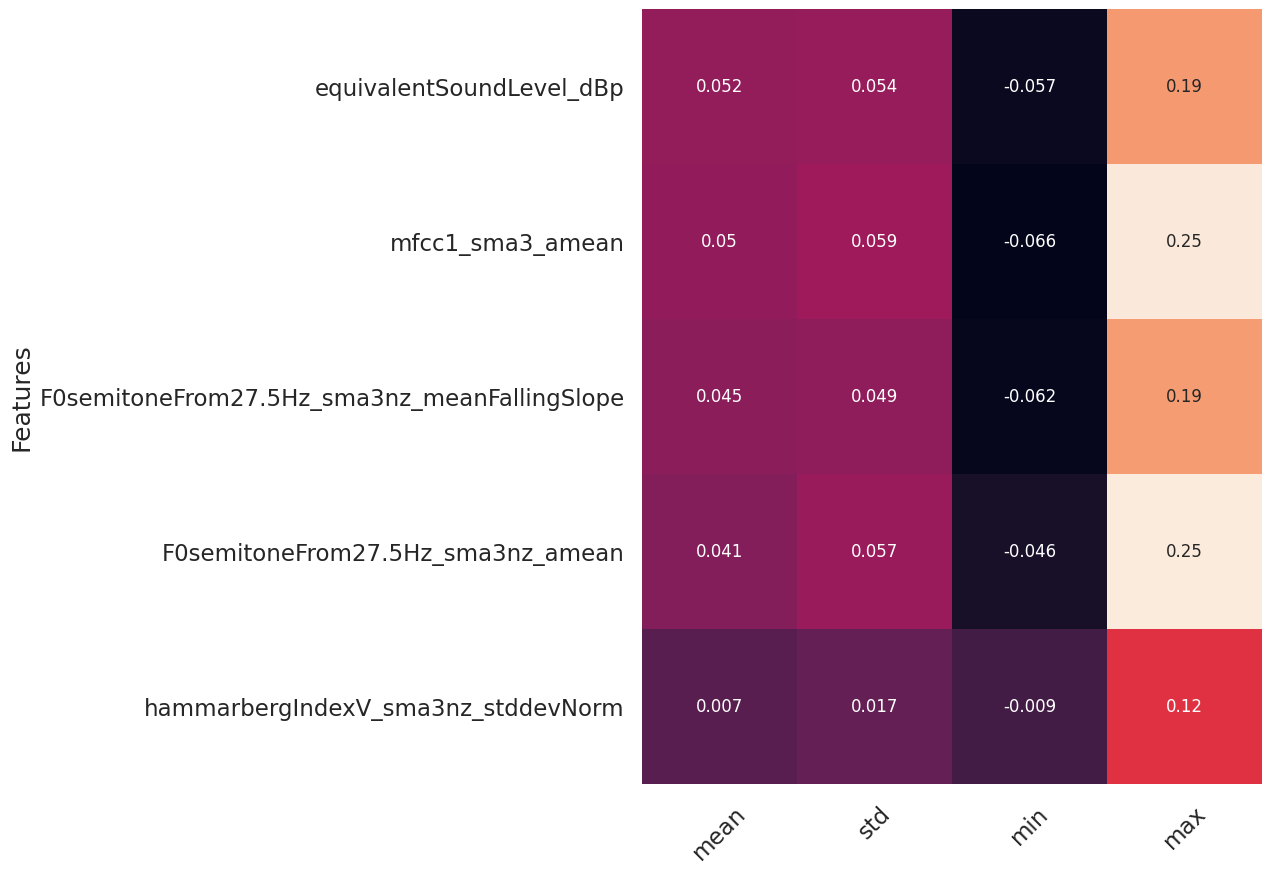 Features
equivalentSoundLevel_dBp 0.052 0.054 -0.057 0.19
mfcc1_sma3_amean 0.05 0.059 -0.066 0.25
F0semitoneFrom27.5Hz_sma3nz_meanFallingSlope 0.045 0.049 -0.062 0.19
F0semitoneFrom27.5Hz_sma3nz_amean 0.041 0.057 -0.046 0.25
hammarbergIndexV_sma3nz_stddevNorm 0.007 0.017 -0.009 0.12
mean std min max